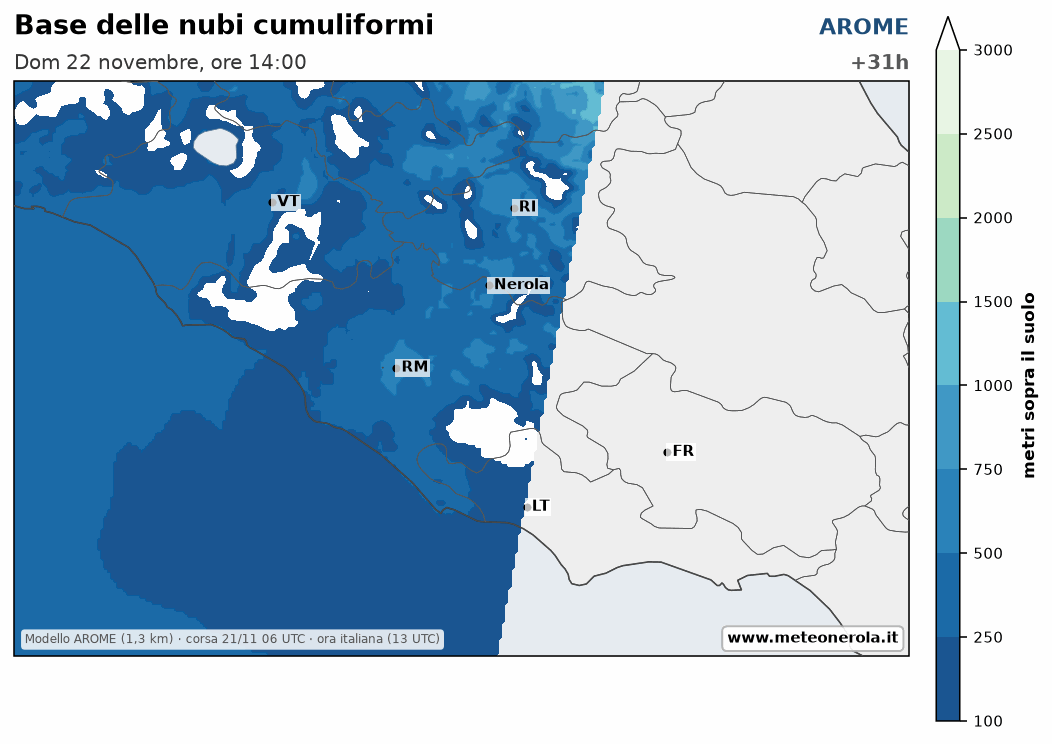 Base delle nubi cumuliformi
AROME
Dom 22 novembre, ore 14:00
+31h
VT
RI
Nerola
RM
FR
LT
Modello AROME (1,3 km) · corsa 21/11 06 UTC · ora italiana (13 UTC)
www.meteonerola.it
3000
2500
2000
1500
1000
750
500
250
100
metri sopra il suolo